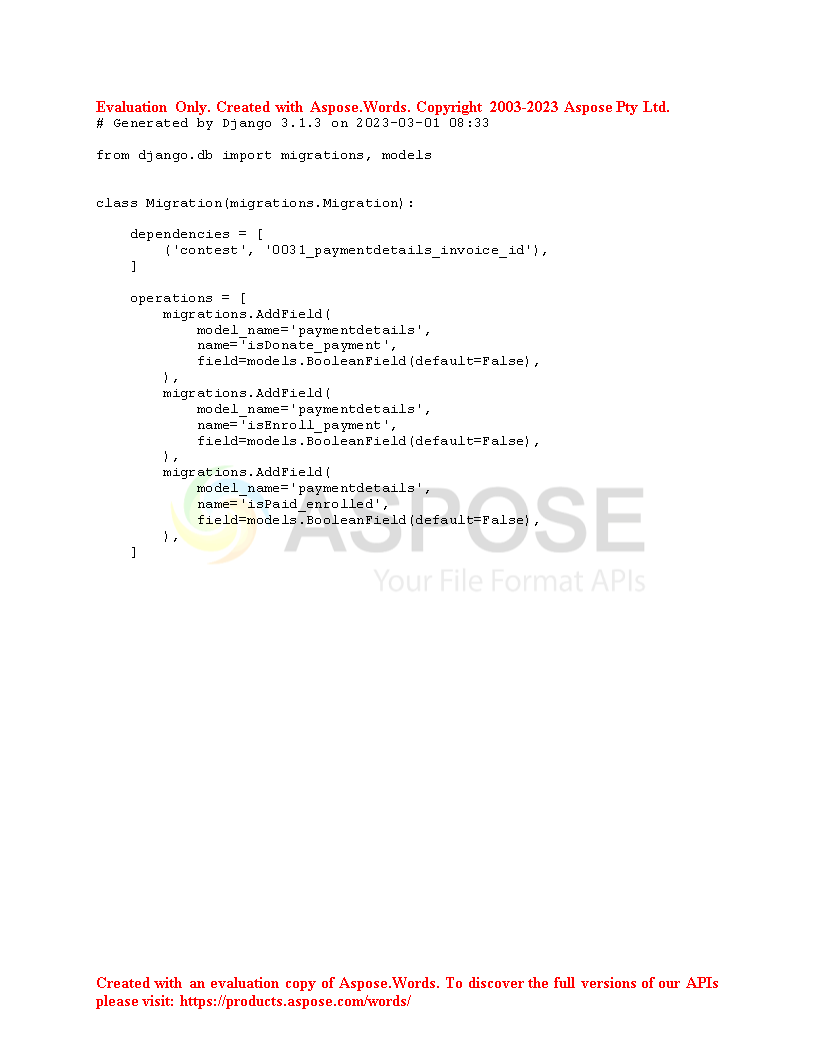 Evaluation Only. Created with Aspose.Words. Copyright 2003-2023 Aspose Pty Ltd.
# Generated by Django 3.1.3 on 2023-03-01 08:33

from django.db import migrations, models


class Migration(migrations.Migration):

    dependencies = [
        ('contest', '0031_paymentdetails_invoice_id'),
    ]

    operations = [
        migrations.AddField(
            model_name='paymentdetails',
            name='isDonate_payment',
            field=models.BooleanField(default=False),
        ),
        migrations.AddField(
            model_name='paymentdetails',
            name='isEnroll_payment',
            field=models.BooleanField(default=False),
        ),
        migrations.AddField(
            model_name='paymentdetails',
            name='isPaid_enrolled',
            field=models.BooleanField(default=False),
        ),
    ]
ASPOSE
Your File Format APIs
Created with an evaluation copy of Aspose.Words. To discover the full versions of our APIs
please visit: https://products.aspose.com/words/